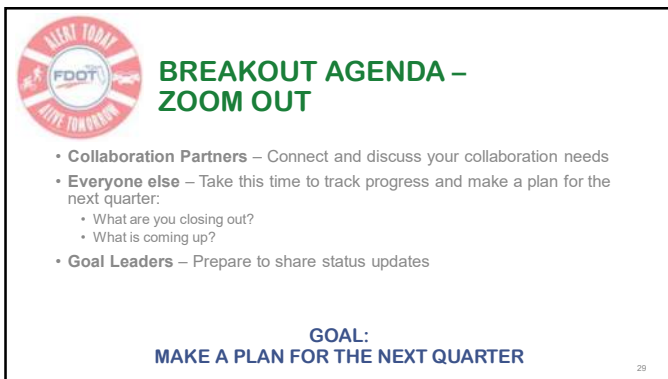 ALERT TODAY
FDOT
ALIVE TOMORROW
BREAKOUT AGENDA –
ZOOM OUT
• Collaboration Partners – Connect and discuss your collaboration needs
• Everyone else – Take this time to track progress and make a plan for the
next quarter:
• What are you closing out?
• What is coming up?
• Goal Leaders – Prepare to share status updates
GOAL:
MAKE A PLAN FOR THE NEXT QUARTER
29